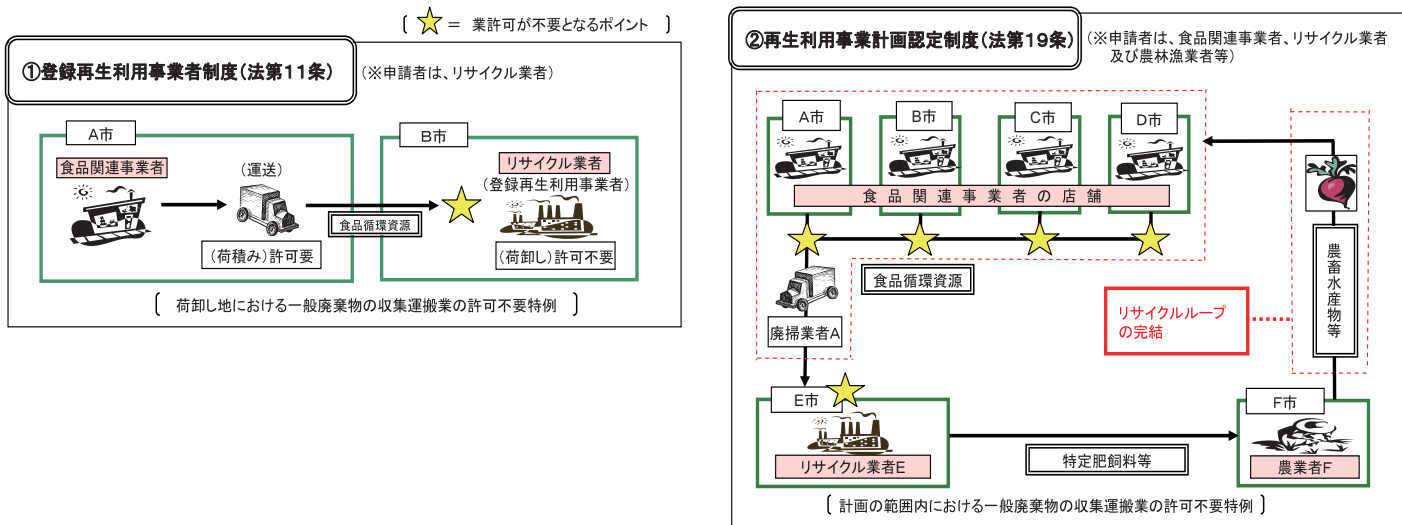 〔 ＝ 業許可が不要となるポイント 〕
①登録再生利用事業者制度（法第11条）
（※申請者は、リサイクル業者）
A市
食品関連事業者
（運送）
（荷積み）許可要
食品循環資源
B市
リサイクル業者
（登録再生利用事業者）
（荷卸し）許可不要
〔 荷卸し地における一般廃棄物の収集運搬業の許可不要特例 〕
②再生利用事業計画認定制度（法第19条）
（※申請者は、食品関連事業者、リサイクル業者
及び農林漁業者等）
A市
B市
C市
D市
食品関連事業者の店舗
食品循環資源
廃掃業者A
リサイクルループ
の完結
農畜水産物等
E市
リサイクル業者E
特定肥飼料等
F市
農業者F
〔 計画の範囲内における一般廃棄物の収集運搬業の許可不要特例 〕